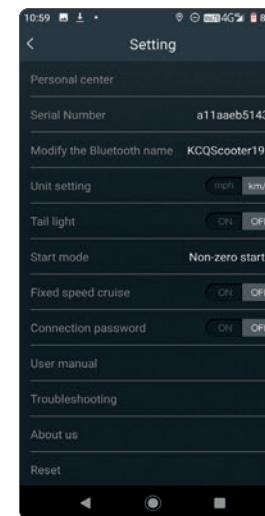 10:59 4G 8
Setting
Personal center
Serial Number a11aaeb5143
Modify the Bluetooth name KCQScooter19
Unit setting mph km/
Tail light ON OF
Start mode Non-zero start
Fixed speed cruise ON OF
Connection password ON OF
User manual
Troubleshooting
About us
Reset